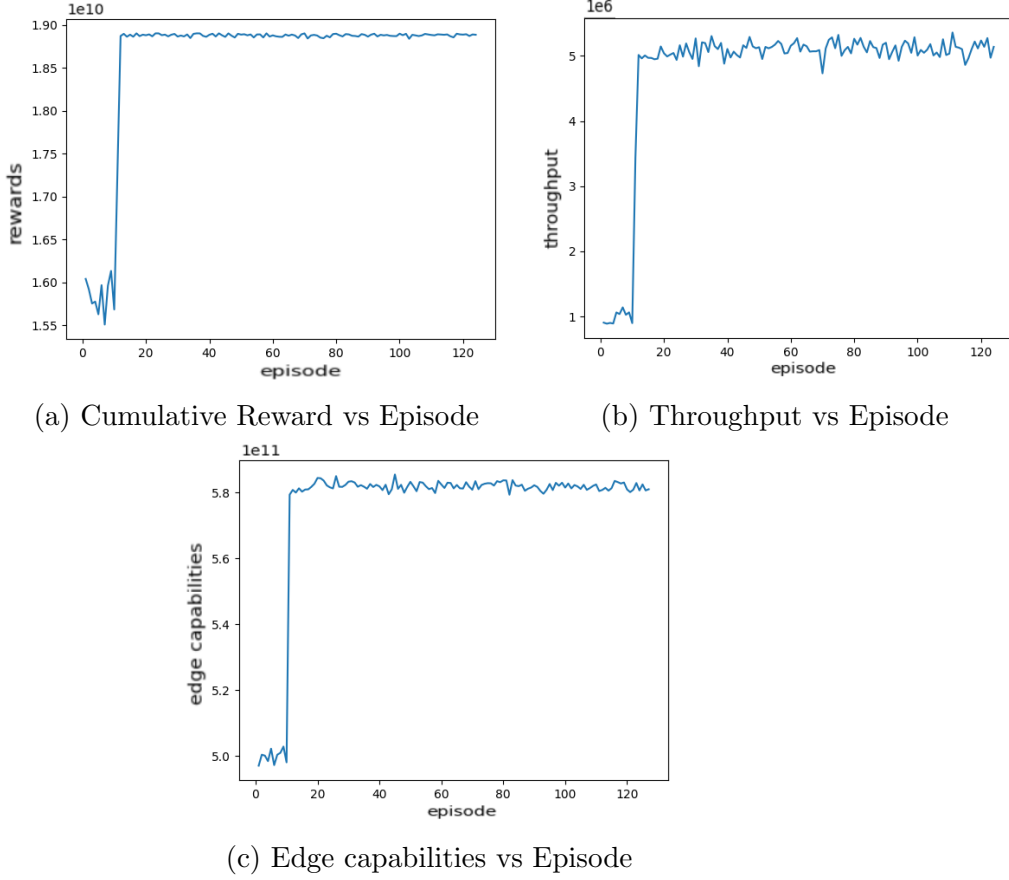 1e10
1.90
1.85
1.80
1.75
1.70
1.65
1.60
1.55
rewards
0 20 40 60 80 100 120
episode
(a) Cumulative Reward vs Episode
1e6
5
4
3
2
1
throughput
0 20 40 60 80 100 120
episode
(b) Throughput vs Episode
1e11
5.8
5.6
5.4
5.2
5.0
edge capabilities
0 20 40 60 80 100 120
episode
(c) Edge capabilities vs Episode